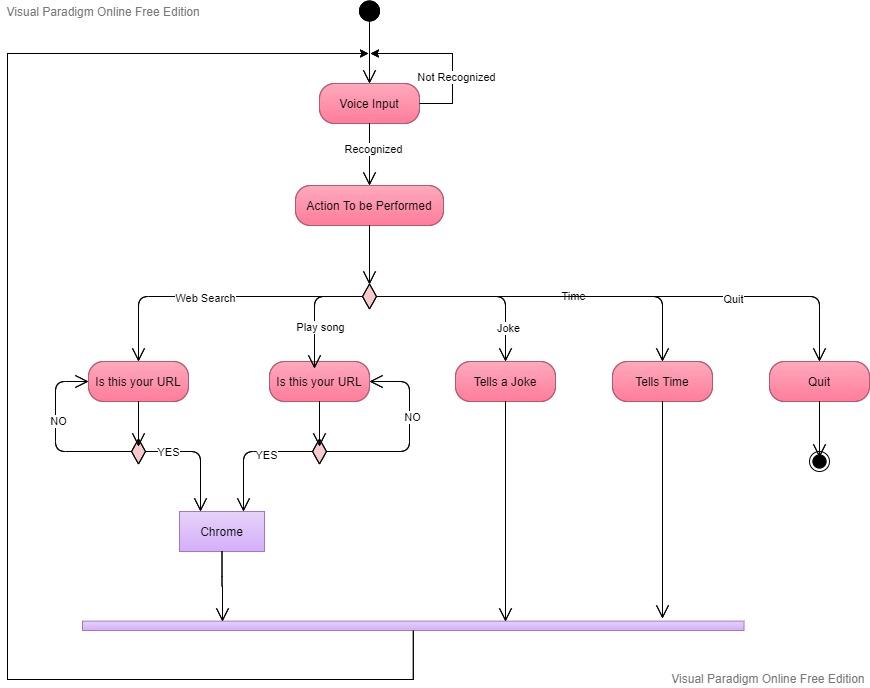 Visual Paradigm Online Free Edition
Not Recognized
Voice Input
Recognized
Action To be Performed
Web Search
Time
Quit
Play song
Joke
Is this your URL
Is this your URL
Tells a Joke
Tells Time
Quit
NO
NO
YES
YES
Chrome
Visual Paradigm Online Free Edition